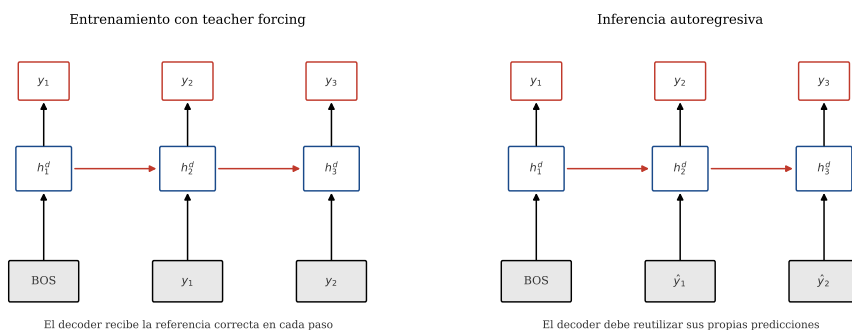 Entrenamiento con teacher forcing
y₁ y₂ y₃
h₁ᵈ h₂ᵈ h₃ᵈ
BOS y₁ y₂
El decoder recibe la referencia correcta en cada paso
Inferencia autoregresiva
y₁ y₂ y₃
h₁ᵈ h₂ᵈ h₃ᵈ
BOS ŷ₁ ŷ₂
El decoder debe reutilizar sus propias predicciones